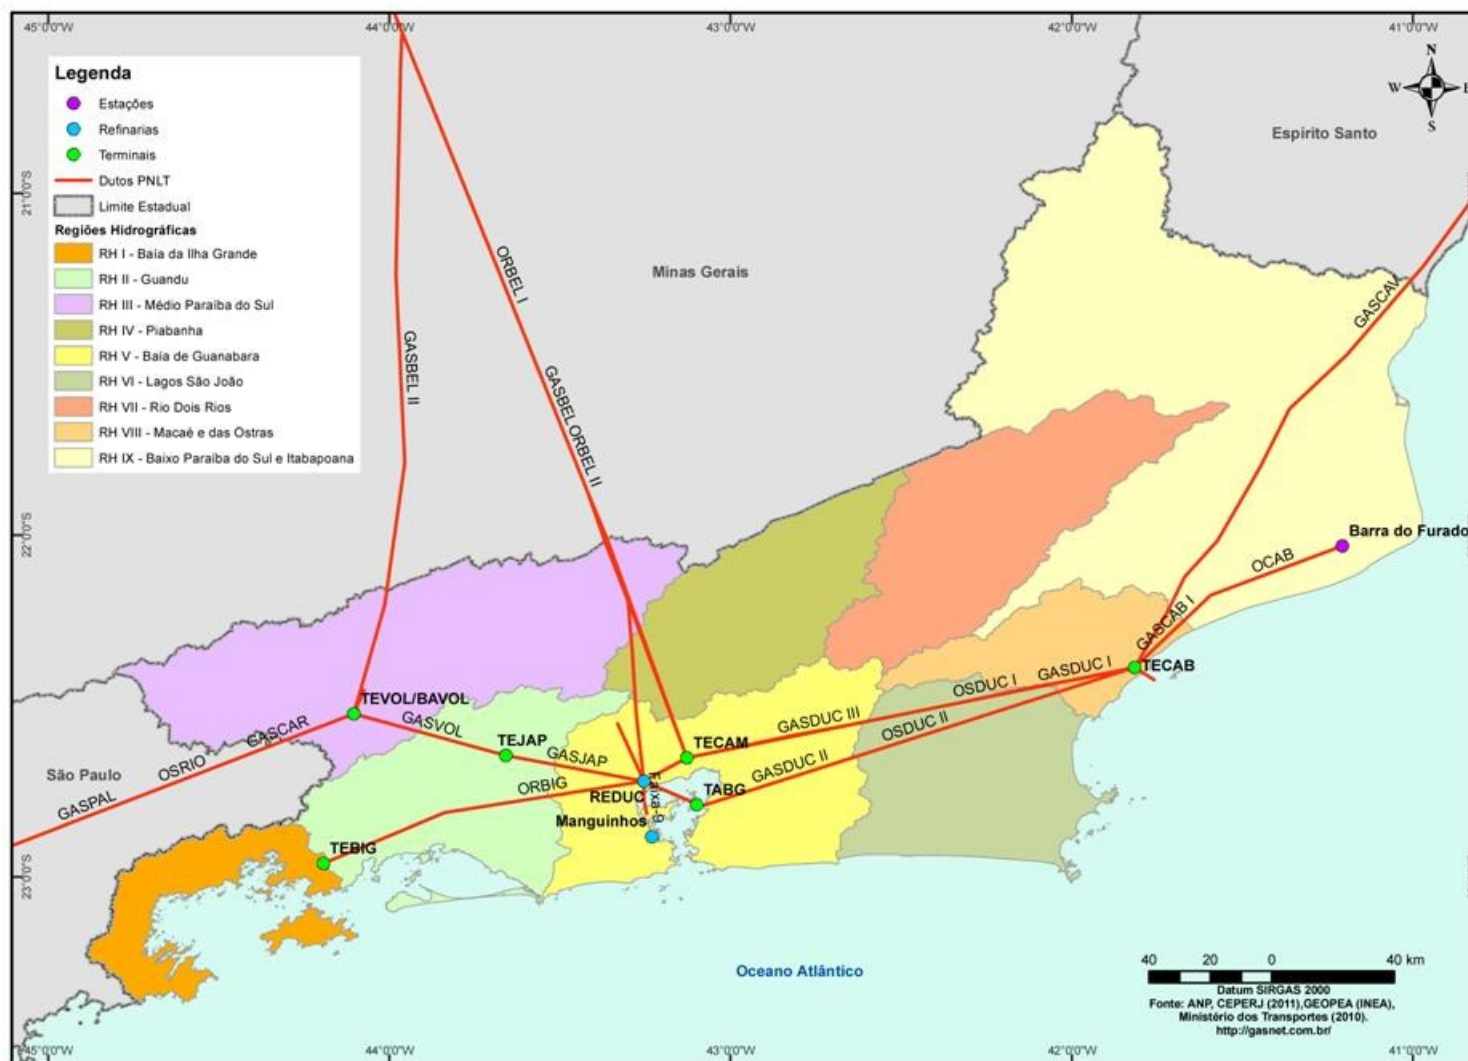 45°0'0"W 44°0'0"W 43°0'0"W 42°0'0"W 41°0'0"W
Legenda
Estações
Refinarias
Terminais
Dutos PNLT
Limite Estadual
Regiões Hidrográficas
RH I - Baía da Ilha Grande
RH II - Guandu
RH III - Médio Paraíba do Sul
RH IV - Piabanha
RH V - Baía de Guanabara
RH VI - Lagos São João
RH VII - Rio Dois Rios
RH VIII - Macaé e das Ostras
RH IX - Baixo Paraíba do Sul e Itabapoana
N
W E
S
Espírito Santo
21°0'0"S
Minas Gerais
ORBEL I
GASCAV
GASBEL II
GASBEL
ORBEL II
22°0'0"S
Barra do Furado
OCAB
GASCAB I
TECAB
GASDUC I
OSDUC I
TEVOL/BAVOL
GASCAR
GASVOL
GASDUC III
OSDUC II
TEJAP
TECAM
OSRIO
GASJAP
São Paulo
GASPAL
ORBIG
REDUC
Faixa-9
TABG
GASDUC II
Manguinhos
TEBIG
23°0'0"S
Oceano Atlântico
40 20 0 40 km
Datum SIRGAS 2000
Fonte: ANP, CEPERJ (2011),GEOPEA (INEA),
Ministério dos Transportes (2010).
http://gasnet.com.br/
45°0'0"W 44°0'0"W 43°0'0"W 42°0'0"W 41°0'0"W